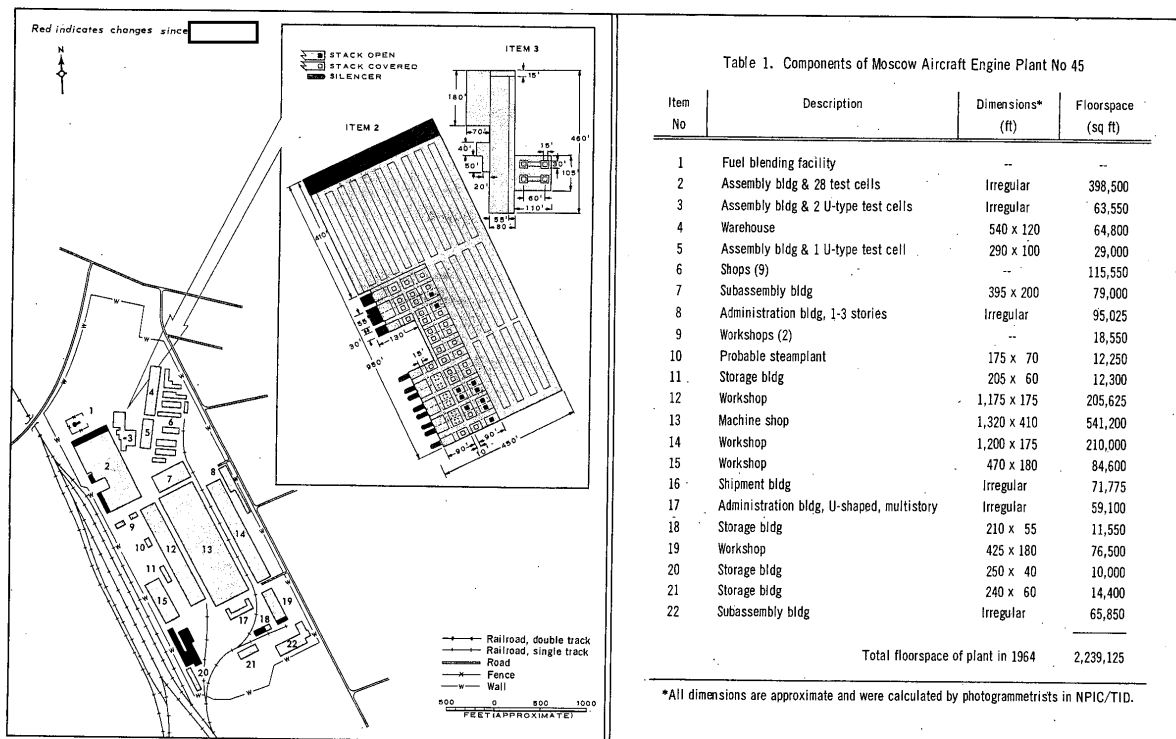 Red indicates changes since
N
STACK OPEN
STACK COVERED
SILENCER
ITEM 3
15'
180'
70'
460'
40'
50'
15'
30'
105'
20'
60'
110'
55'
80
ITEM 2
410'
55
30'
130'
950'
15'
90'
90'
10'
450'
1
2
3
4
5
6
7
8
9
10
11
12
13
14
15
17
18
19
20
21
22
Railroad, double track
Railroad, single track
Road
Fence
Wall
500 0 500 1000
FEET (APPROXIMATE)
Table 1. Components of Moscow Aircraft Engine Plant No 45
Item No Description Dimensions* (ft) Floorspace (sq ft)
1 Fuel blending facility -- --
2 Assembly bldg & 28 test cells Irregular 398,500
3 Assembly bldg & 2 U-type test cells Irregular 63,550
4 Warehouse 540 x 120 64,800
5 Assembly bldg & 1 U-type test cell 290 x 100 29,000
6 Shops (9) -- 115,550
7 Subassembly bldg 395 x 200 79,000
8 Administration bldg, 1-3 stories Irregular 95,025
9 Workshops (2) -- 18,550
10 Probable steamplant 175 x 70 12,250
11 Storage bldg 205 x 60 12,300
12 Workshop 1,175 x 175 205,625
13 Machine shop 1,320 x 410 541,200
14 Workshop 1,200 x 175 210,000
15 Workshop 470 x 180 84,600
16 Shipment bldg Irregular 71,775
17 Administration bldg, U-shaped, multistory Irregular 59,100
18 Storage bldg 210 x 55 11,550
19 Workshop 425 x 180 76,500
20 Storage bldg 250 x 40 10,000
21 Storage bldg 240 x 60 14,400
22 Subassembly bldg Irregular 65,850
Total floorspace of plant in 1964 2,239,125
*All dimensions are approximate and were calculated by photogrammetrists in NPIC/TID.